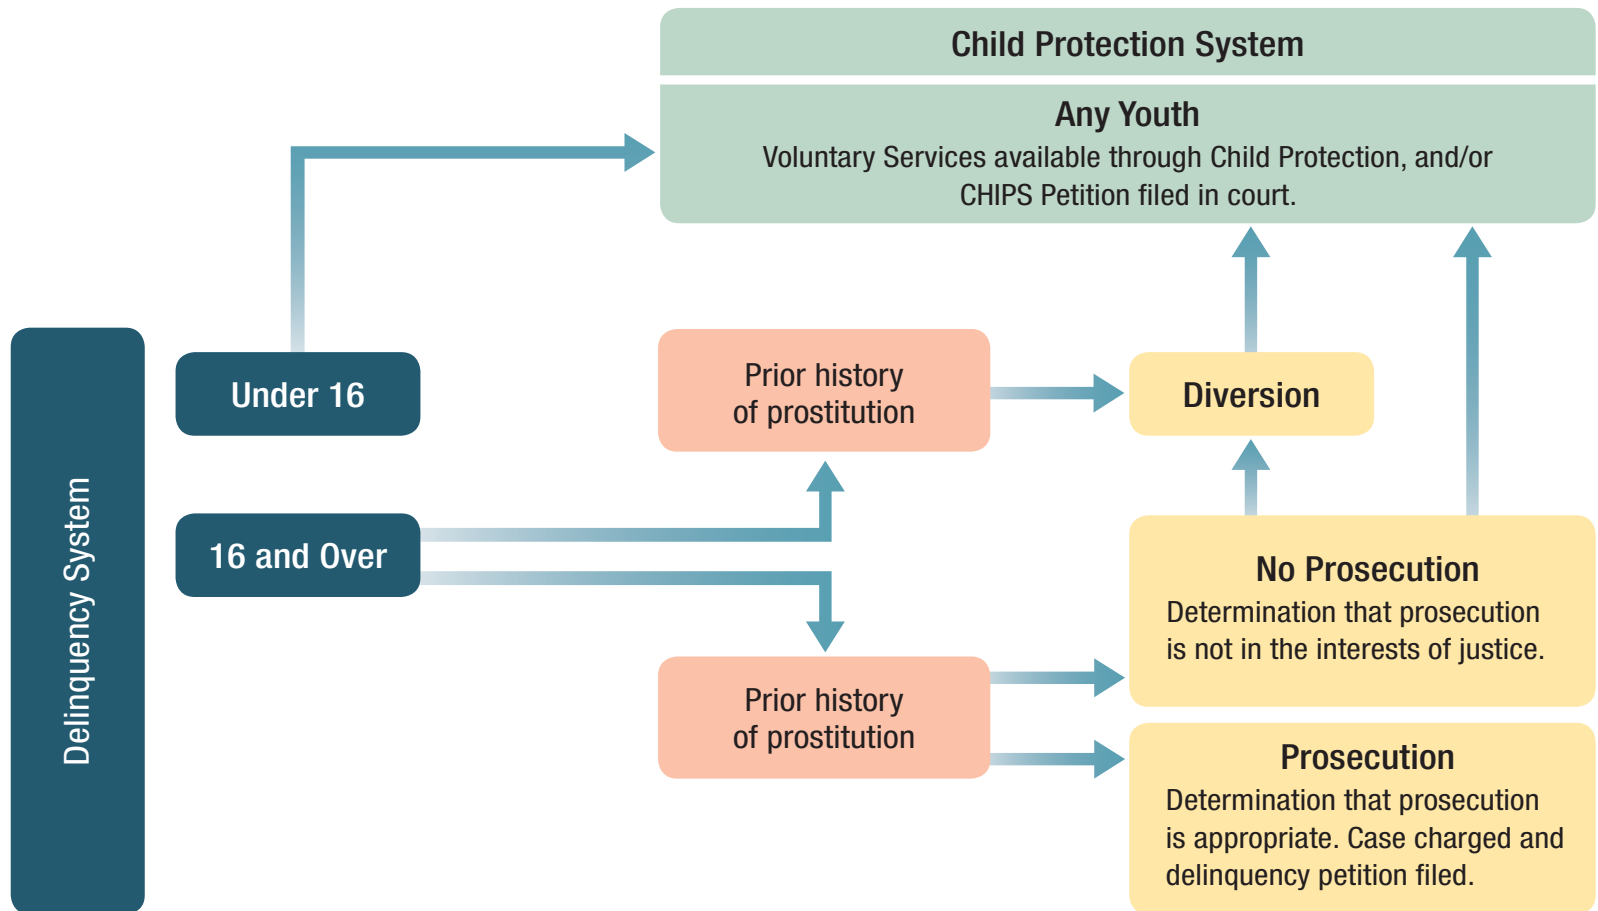 Child Protection System
Any Youth
Voluntary Services available through Child Protection, and/or
CHIPS Petition filed in court.
Delinquency System
Under 16
Prior history
of prostitution
Diversion
16 and Over
No Prosecution
Determination that prosecution
is not in the interests of justice.
Prior history
of prostitution
Prosecution
Determination that prosecution
is appropriate. Case charged and
delinquency petition filed.